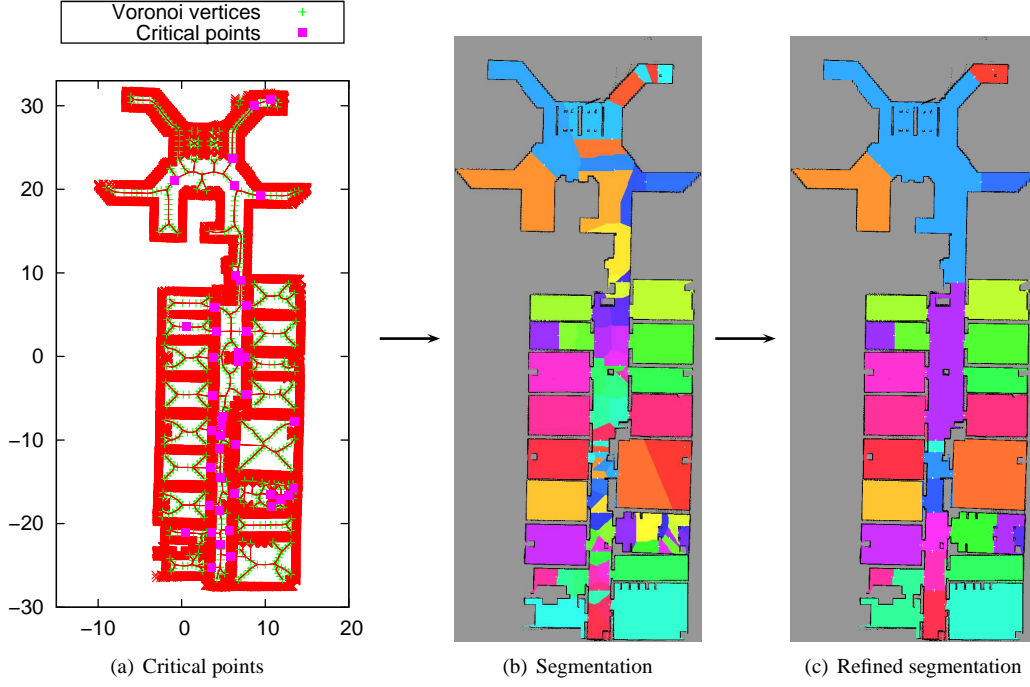 Voronoi vertices
Critical points
30
20
10
0
−10
−20
−30
−10
0
10
20
(a) Critical points
(b) Segmentation
(c) Refined segmentation